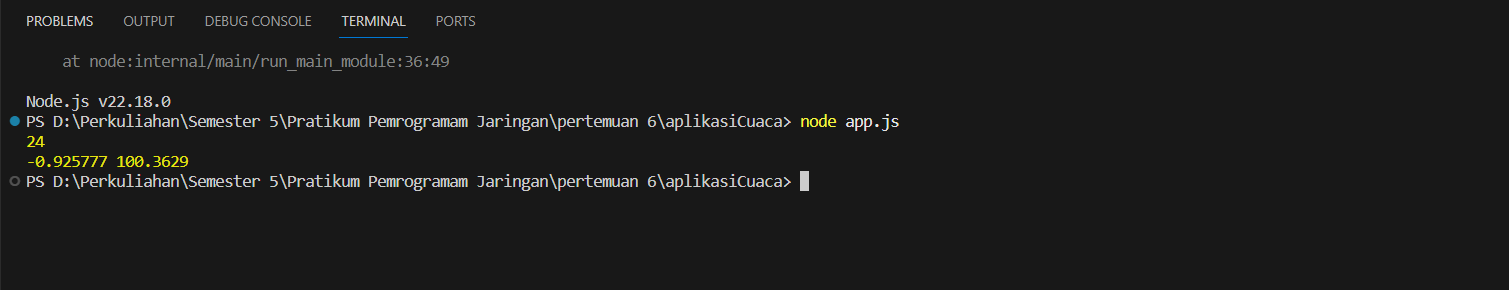 PROBLEMS OUTPUT DEBUG CONSOLE TERMINAL PORTS
at node:internal/main/run_main_module:36:49
Node.js v22.18.0
PS D:\Perkuliahan\Semester 5\Pratikum Pemrogramam Jaringan\pertemuan 6\aplikasiCuaca> node app.js
24
-0.925777 100.3629
PS D:\Perkuliahan\Semester 5\Pratikum Pemrogramam Jaringan\pertemuan 6\aplikasiCuaca>